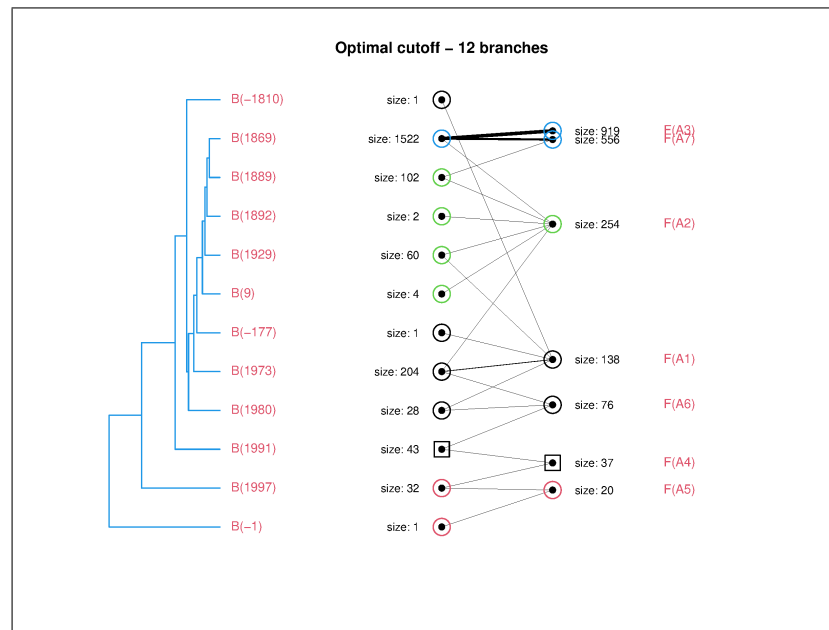 Optimal cutoff – 12 branches
B(−1810) size: 1
size: 919 F(A3)
B(1869) size: 1522 size: 556 F(A7)
B(1889) size: 102
B(1892) size: 2 size: 254 F(A2)
B(1929) size: 60
B(9) size: 4
B(−177) size: 1
size: 138 F(A1)
B(1973) size: 204
B(1980) size: 28 size: 76 F(A6)
B(1991) size: 43
size: 37 F(A4)
B(1997) size: 32 size: 20 F(A5)
B(−1) size: 1